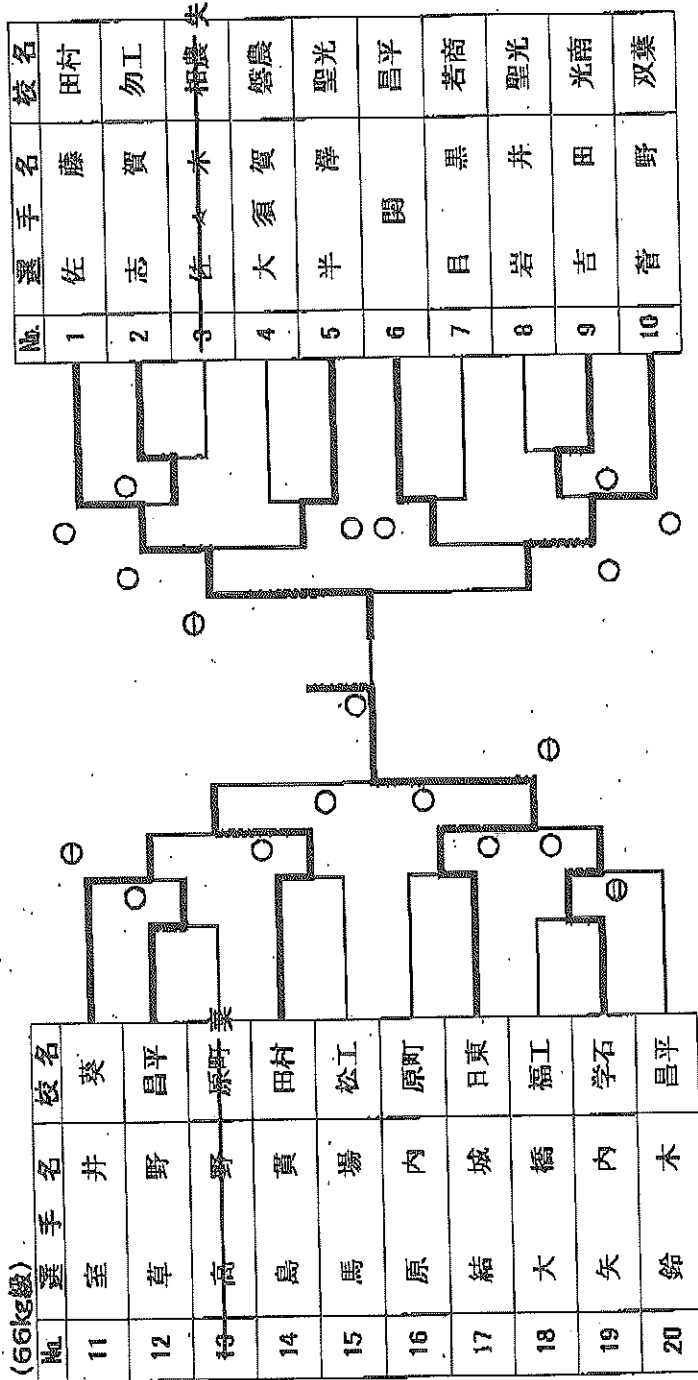 (66kg級)
No. 選手名 校名
1 佐藤 田村
2 志賀 勿工
3 佐々木 相農 失
4 大須賀 磐農
5 半澤 聖光
6 関 昌平
7 目黒 若商
8 岩井 聖光
9 吉田 光南
10 菅野 双葉
No. 選手名 校名
11 室井 葵
12 草野 昌平
13 高野 原町 棄
14 島貫 田村
15 馬場 松工
16 原内 原町
17 結城 日東
18 大橋 福工
19 矢内 学石
20 鈴木 昌平